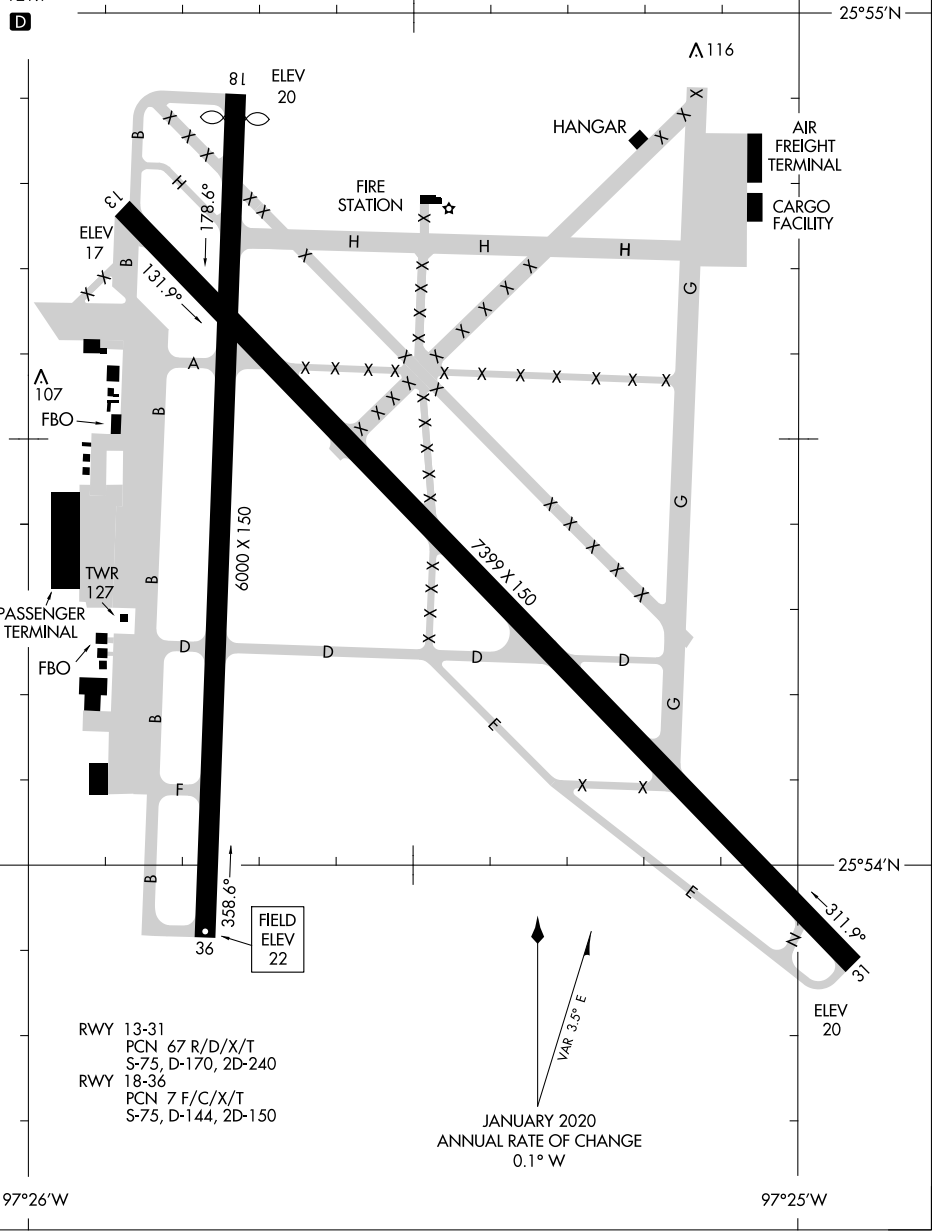 D
25°55'N
18
ELEV
20
116
HANGAR
AIR
FREIGHT
TERMINAL
CARGO
FACILITY
FIRE
STATION
B
X X X
H
X X
178.6°
13
ELEV
17
B
131.9°
X X
H H H
X
X
X
X
X
X
G
A
X X X X
X X X X X X
107
FBO
B
X X X X
6000 X 150
7399 X 150
G
X X X X X
TWR
127
B
PASSENGER
TERMINAL
FBO
D D D D
B
E
G
F
X X
B
25°54'N
358.6°
36
FIELD
ELEV
22
E
N
311.9°
31
ELEV
20
VAR 3.5° E
RWY 13-31
PCN 67 R/D/X/T
S-75, D-170, 2D-240
RWY 18-36
PCN 7 F/C/X/T
S-75, D-144, 2D-150
JANUARY 2020
ANNUAL RATE OF CHANGE
0.1° W
97°26'W
97°25'W